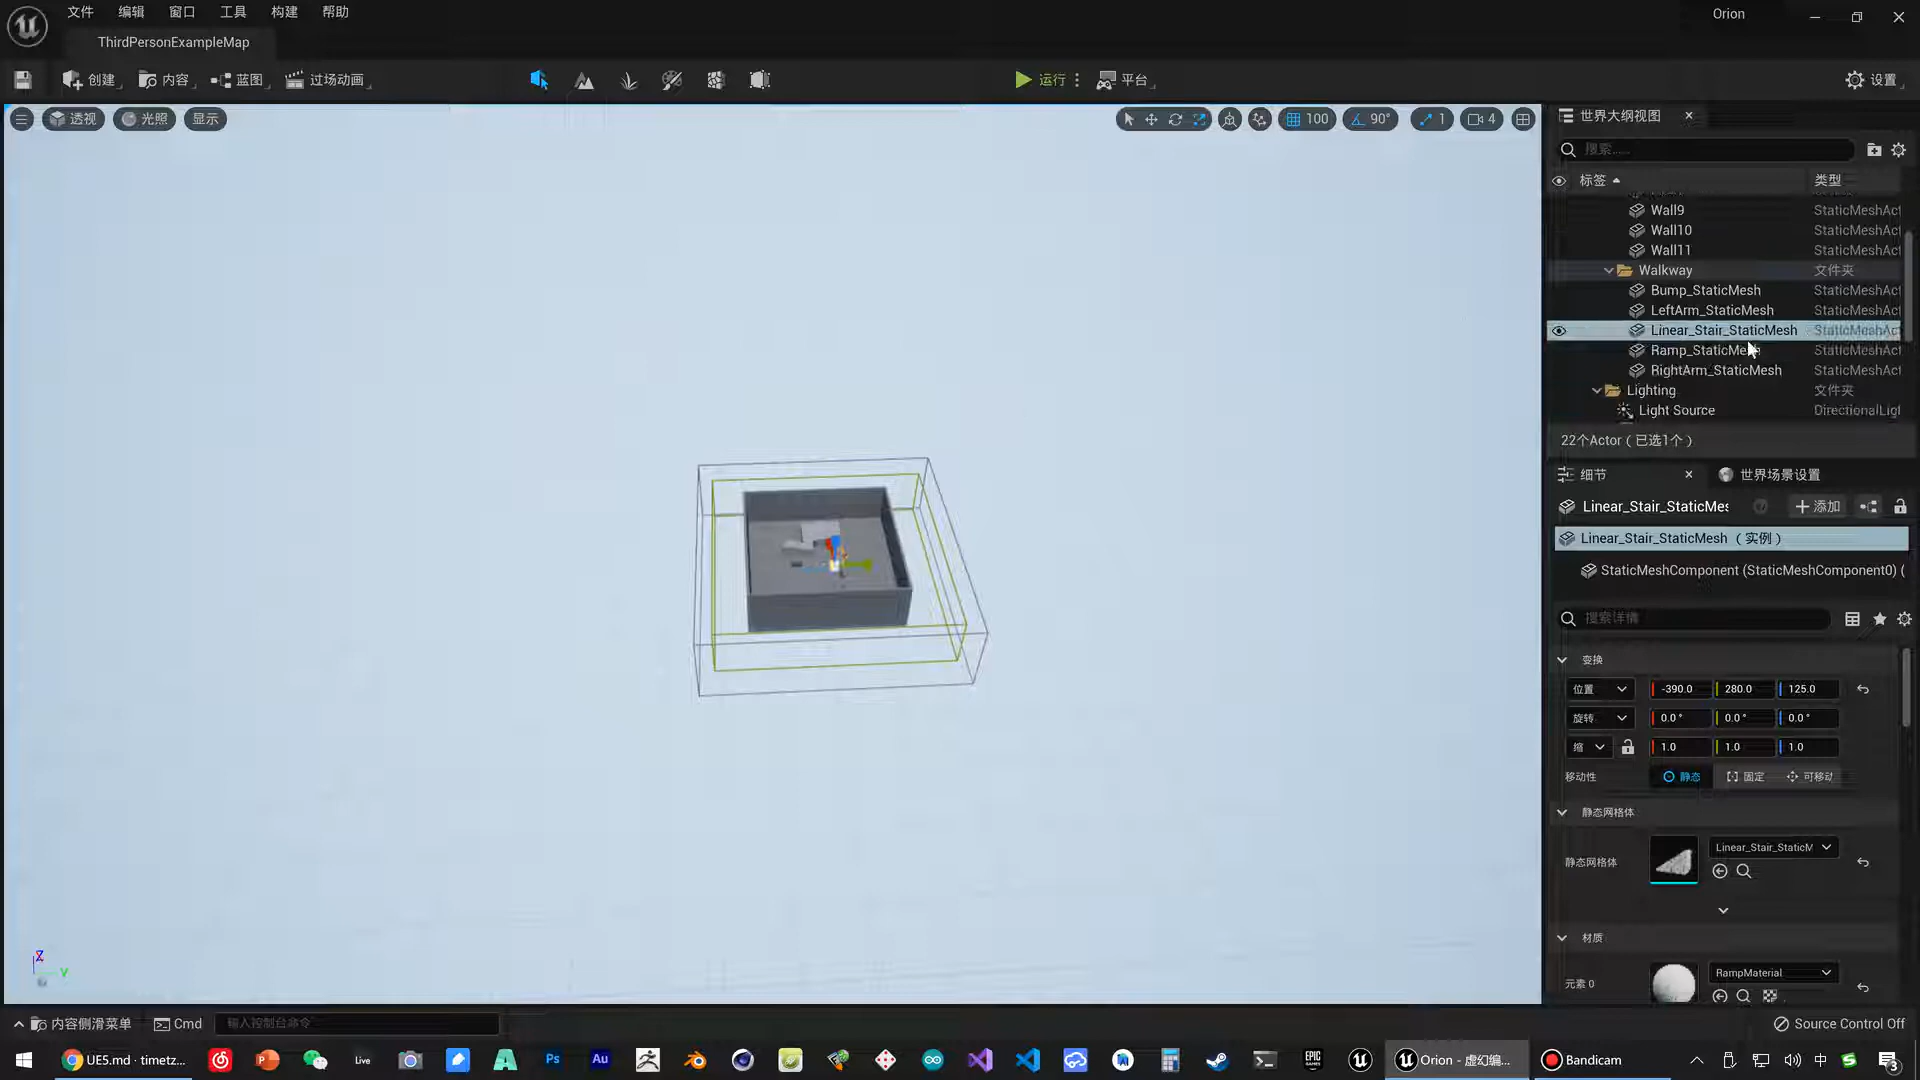 文件 编辑 窗口 工具 构建 帮助
Orion
ThirdPersonExampleMap
创建 内容 蓝图 过场动画 运行 平台 设置
透视 光照 显示 100 90° 1 4
世界大纲视图
搜索......
标签 类型
Wall9 StaticMeshAct
Wall10 StaticMeshAct
Wall11 StaticMeshAct
Walkway 文件夹
Bump_StaticMesh StaticMeshAct
LeftArm_StaticMesh StaticMeshAct
Linear_Stair_StaticMesh StaticMeshAct
Ramp_StaticMesh StaticMeshAct
RightArm_StaticMesh StaticMeshAct
Lighting 文件夹
Light Source DirectionalLig
22个Actor（已选1个）
细节 世界场景设置
Linear_Stair_StaticMes 添加
Linear_Stair_StaticMesh （实例）
StaticMeshComponent (StaticMeshComponent0) (
搜索详情
变换
位置 -390.0 280.0 125.0
旋转 0.0° 0.0° 0.0°
缩 1.0 1.0 1.0
移动性 静态 固定 可移动
静态网格体
静态网格体 Linear_Stair_StaticM
材质
元素 0 RampMaterial
Z
Y
内容侧滑菜单 Cmd 输入控制台命令 Source Control Off
UE5.md · timetz... Live Ps Au EPIC GAMES Orion - 虚幻编... Bandicam 中 3